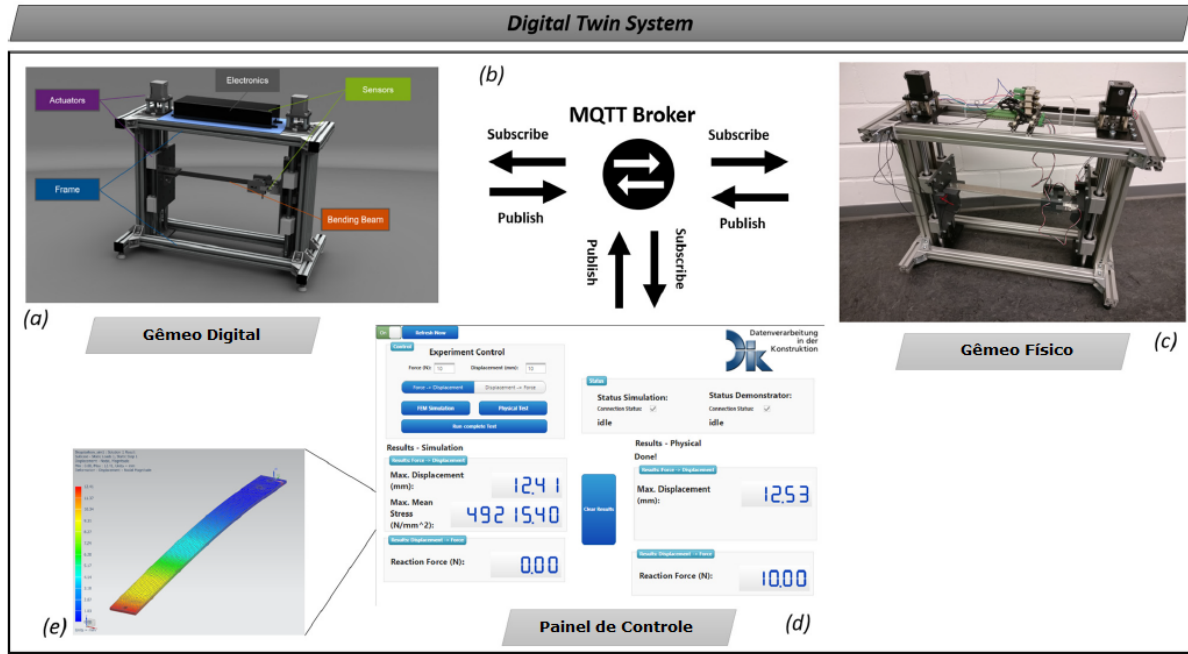 Digital Twin System
(b)
Electronics
Actuators
Sensors
Frame
Bending Beam
(a)
Gêmeo Digital
MQTT Broker
Subscribe
Subscribe
Publish
Publish
Publish
Subscribe
Gêmeo Físico
(c)
On
Refresh Now
Control
Experiment Control
Force (N): 10 Displacement (mm): 10
Force -> Displacement Displacement -> Force
FEM Simulation Physical Test
Run complete Test
Datenverarbeitung
in der
Konstruktion
DiK
Status
Status Simulation: Status Demonstrator:
Connection Status: Connection Status:
idle idle
Results - Simulation
Results Force -> Displacement
Max. Displacement
(mm): 12.41
Max. Mean
Stress
(N/mm^2): 49215.40
Results Displacement -> Force
Reaction Force (N): 0.00
Clear Results
Results - Physical
Done!
Results Force -> Displacement
Max. Displacement
(mm): 12.53
Results Displacement -> Force
Reaction Force (N): 10.00
(e)
Painel de Controle
(d)